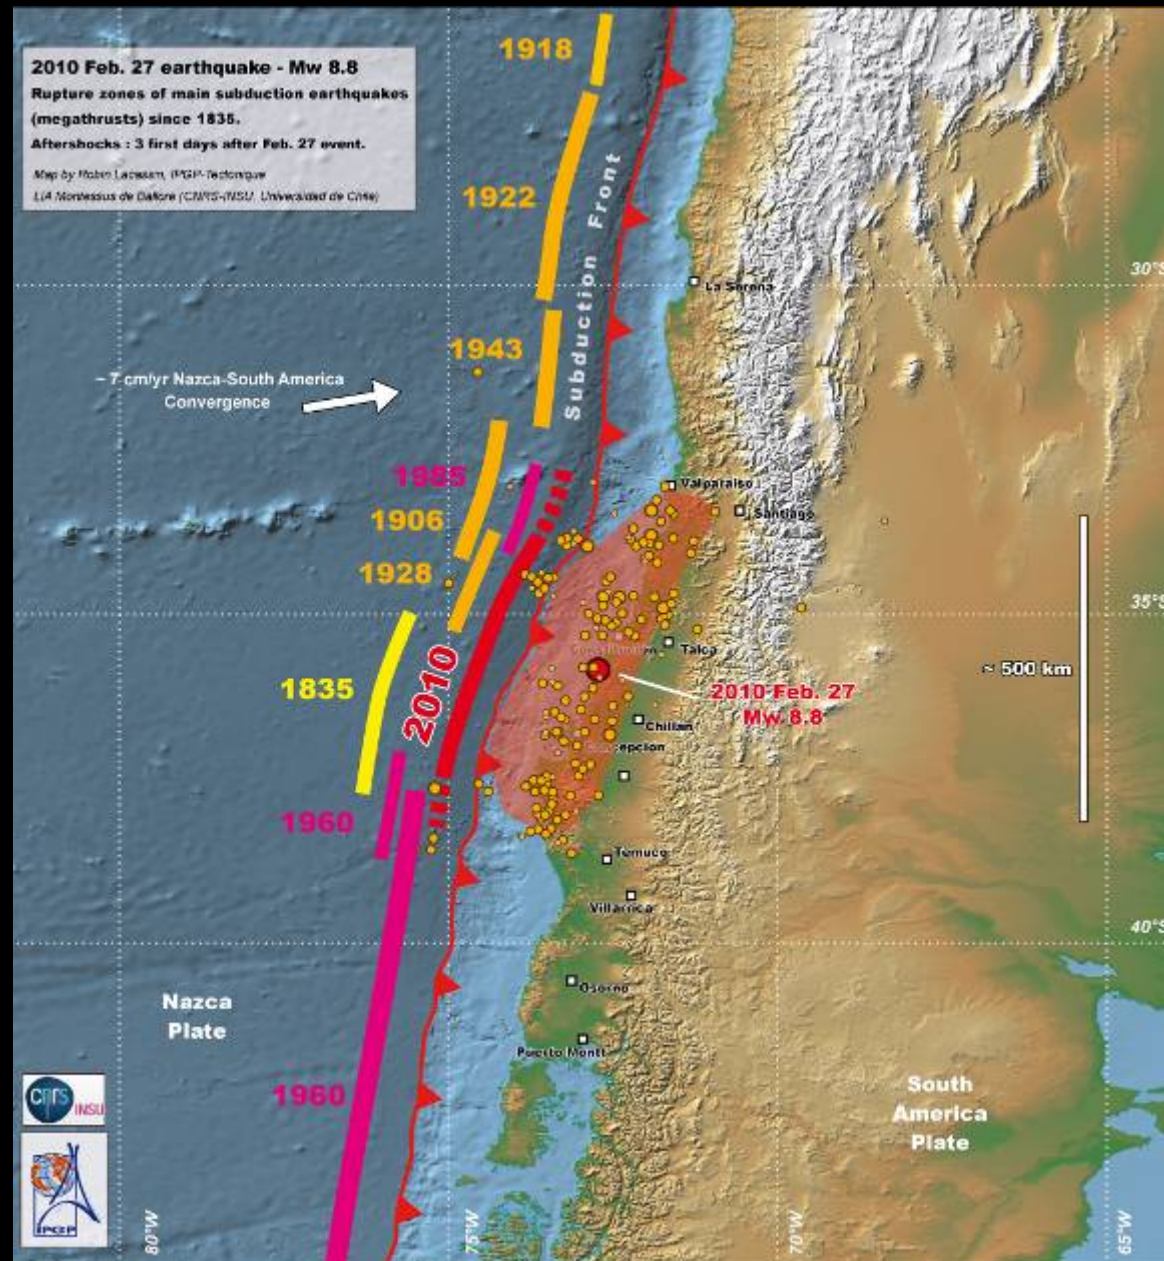 2010 Feb. 27 earthquake - Mw 8.8
Rupture zones of main subduction earthquakes
(megathrusts) since 1835.
Aftershocks : 3 first days after Feb. 27 event.
Map by Robin Lacassin, IPGP-Tectonique
LIA Montessus de Ballore (CNRS-INSU, Universidad de Chile)
1918
1922
Subduction Front
30°S
La Serena
1943
~ 7 cm/yr Nazca-South America
Convergence
1985
Valparaiso
1906
Santiago
1928
35°S
Talca
~ 500 km
1835
2010
2010 Feb. 27
Mw 8.8
Chillan
Concepcion
1960
Temuco
Villarrica
40°S
Osorno
Nazca
Plate
Puerto Montt
1960
South
America
Plate
CNRS
INSU
IPGP
80°W
75°W
70°W
65°W